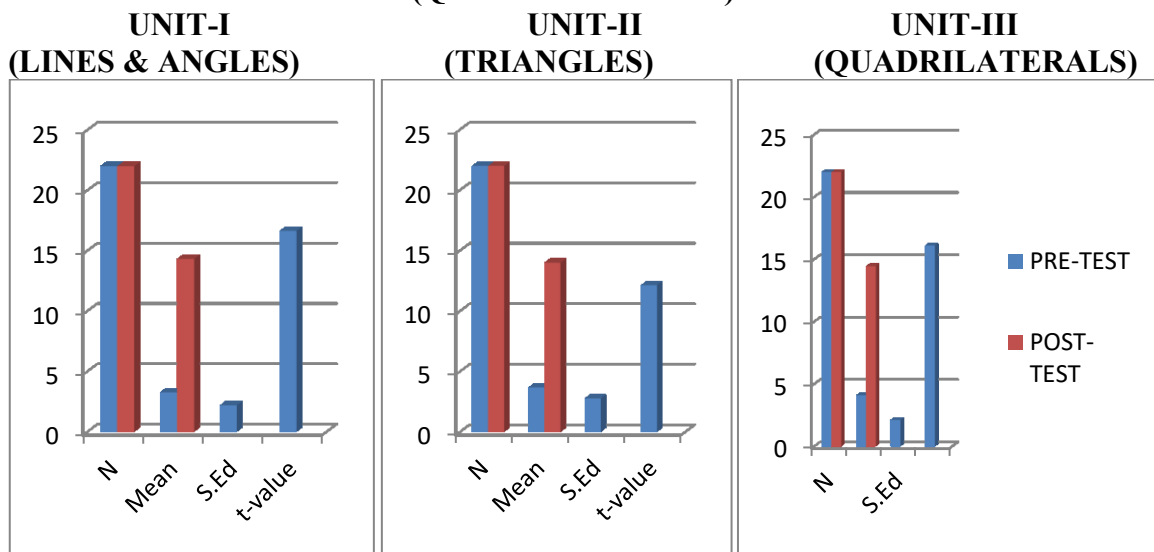 UNIT-I
(LINES & ANGLES)
25
20
15
10
5
0
N
Mean
S.Ed
t-value
UNIT-II
(TRIANGLES)
25
20
15
10
5
0
N
Mean
S.Ed
t-value
UNIT-III
(QUADRILATERALS)
25
20
15
10
5
0
N
S.Ed
PRE-TEST
POST-
TEST